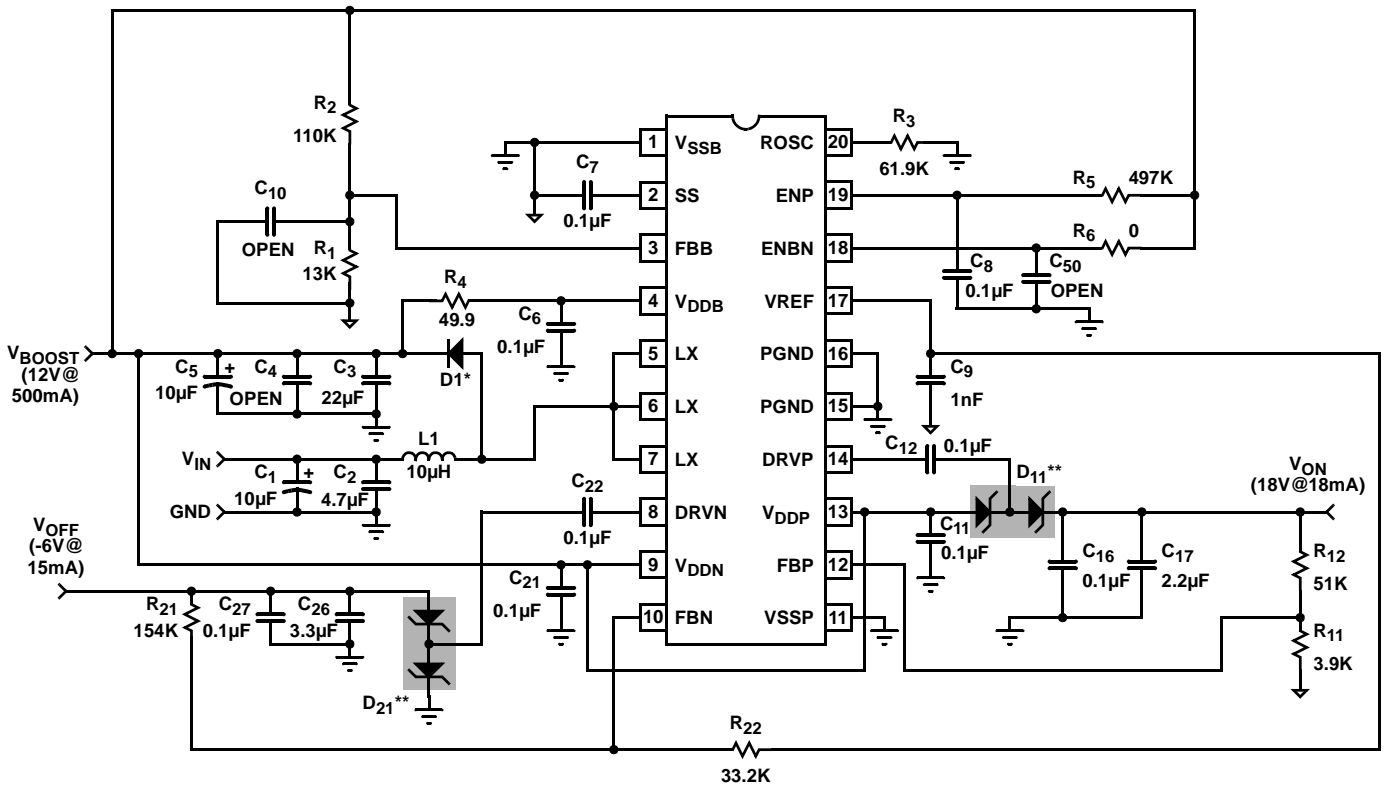 R2
110K
C10
OPEN
R1
13K
R4
49.9
C6
0.1µF
VBOOST
(12V@
500mA)
C5
+
10µF
C4
OPEN
C3
22µF
D1*
VIN
GND
C1
+
10µF
C2
4.7µF
L1
10µH
VOFF
(-6V@
15mA)
R21
154K
C27
0.1µF
C26
3.3µF
D21**
C22
0.1µF
C21
0.1µF
C7
0.1µF
1 VSSB
2 SS
3 FBB
4 VDDB
5 LX
6 LX
7 LX
8 DRVN
9 VDDN
10 FBN
ROSC 20
ENP 19
ENBN 18
VREF 17
PGND 16
PGND 15
DRVP 14
VDDP 13
FBP 12
VSSP 11
R3
61.9K
R5 497K
R6 0
C8
0.1µF
C50
OPEN
C9
1nF
C12 0.1µF
D11**
VON
(18V@18mA)
C11
0.1µF
C16
0.1µF
C17
2.2µF
R12
51K
R11
3.9K
R22
33.2K